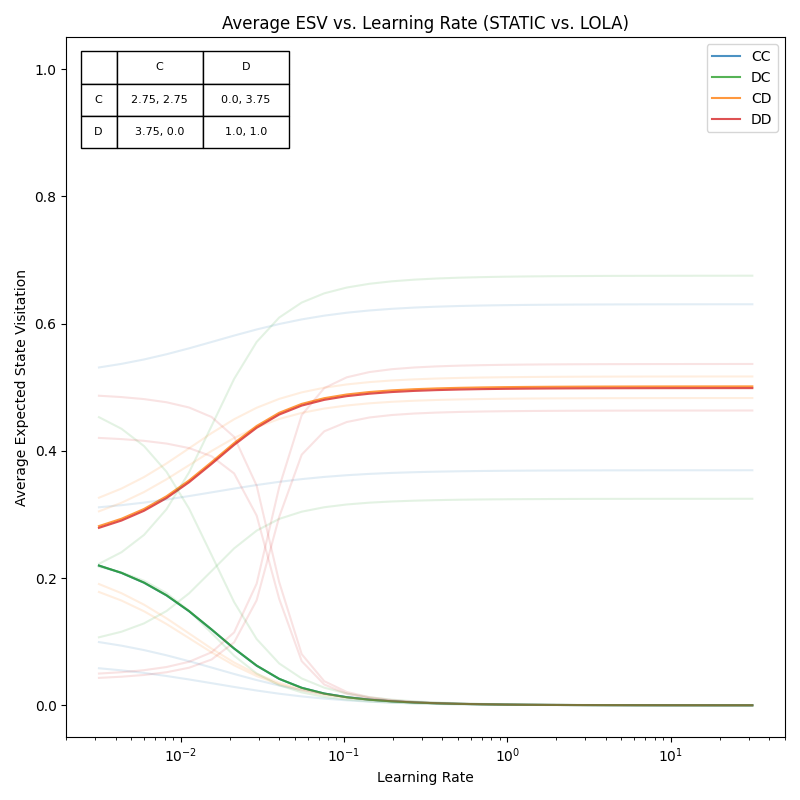 Average ESV vs. Learning Rate (STATIC vs. LOLA)
C D
C 2.75, 2.75 0.0, 3.75
D 3.75, 0.0 1.0, 1.0
CC
DC
CD
DD
1.0
0.8
0.6
0.4
0.2
0.0
Average Expected State Visitation
10⁻² 10⁻¹ 10⁰ 10¹
Learning Rate